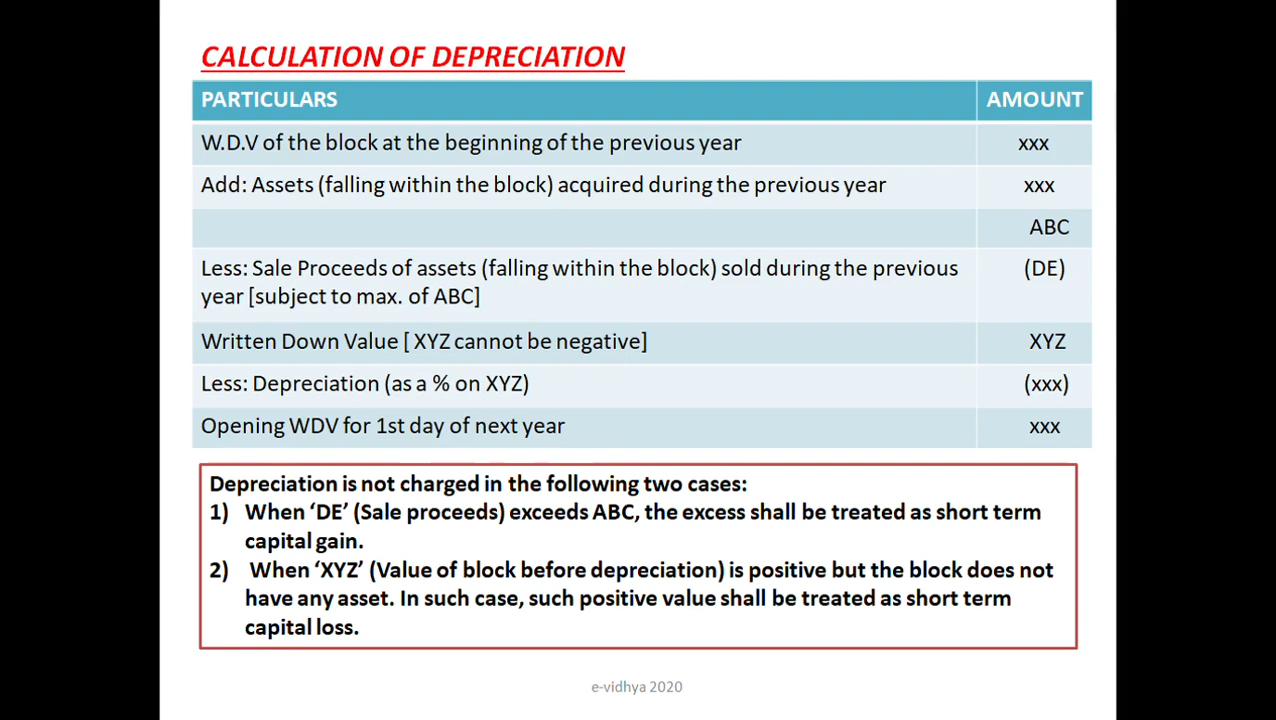 CALCULATION OF DEPRECIATION
PARTICULARS AMOUNT
W.D.V of the block at the beginning of the previous year xxx
Add: Assets (falling within the block) acquired during the previous year xxx
ABC
Less: Sale Proceeds of assets (falling within the block) sold during the previous (DE)
year [subject to max. of ABC]
Written Down Value [ XYZ cannot be negative] XYZ
Less: Depreciation (as a % on XYZ) (xxx)
Opening WDV for 1st day of next year xxx
Depreciation is not charged in the following two cases:
1) When ‘DE’ (Sale proceeds) exceeds ABC, the excess shall be treated as short term
capital gain.
2) When ‘XYZ’ (Value of block before depreciation) is positive but the block does not
have any asset. In such case, such positive value shall be treated as short term
capital loss.
e-vidhya 2020